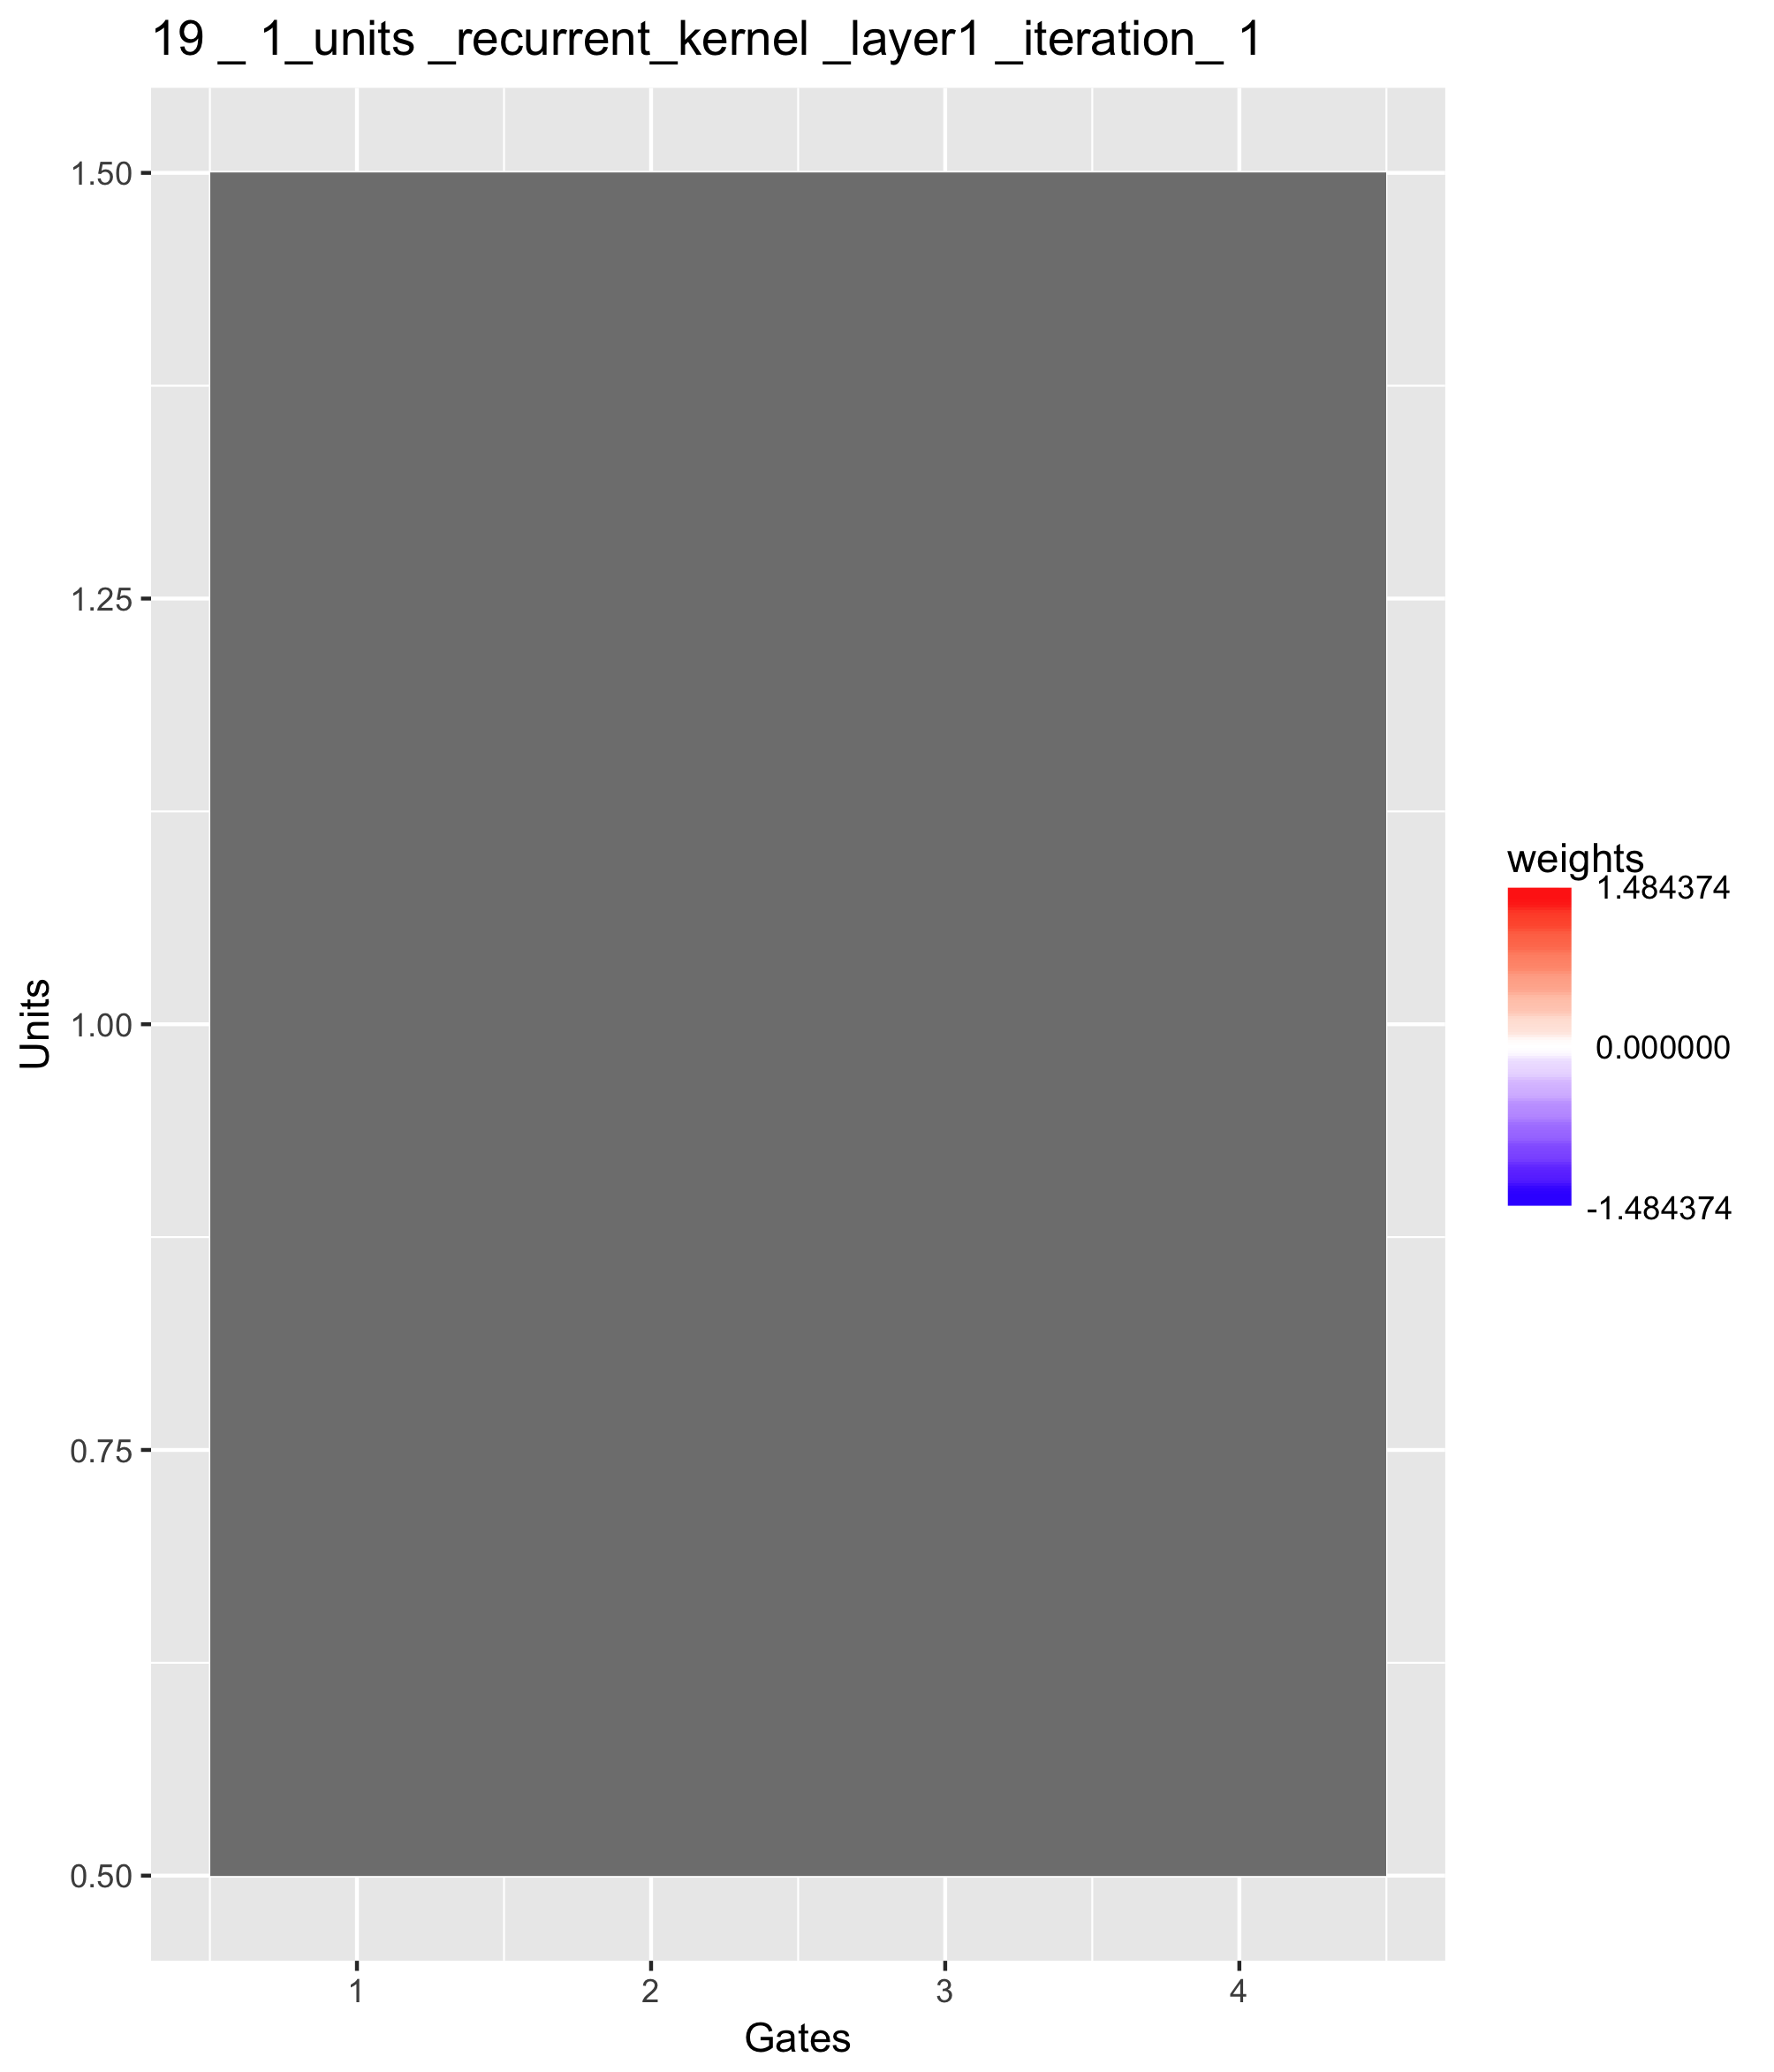 19 _ 1_units _recurrent_kernel _layer1 _iteration_ 1
1.50
1.25
1.00
0.75
0.50
Units
1 2 3 4
Gates
weights
1.484374
0.000000
-1.484374